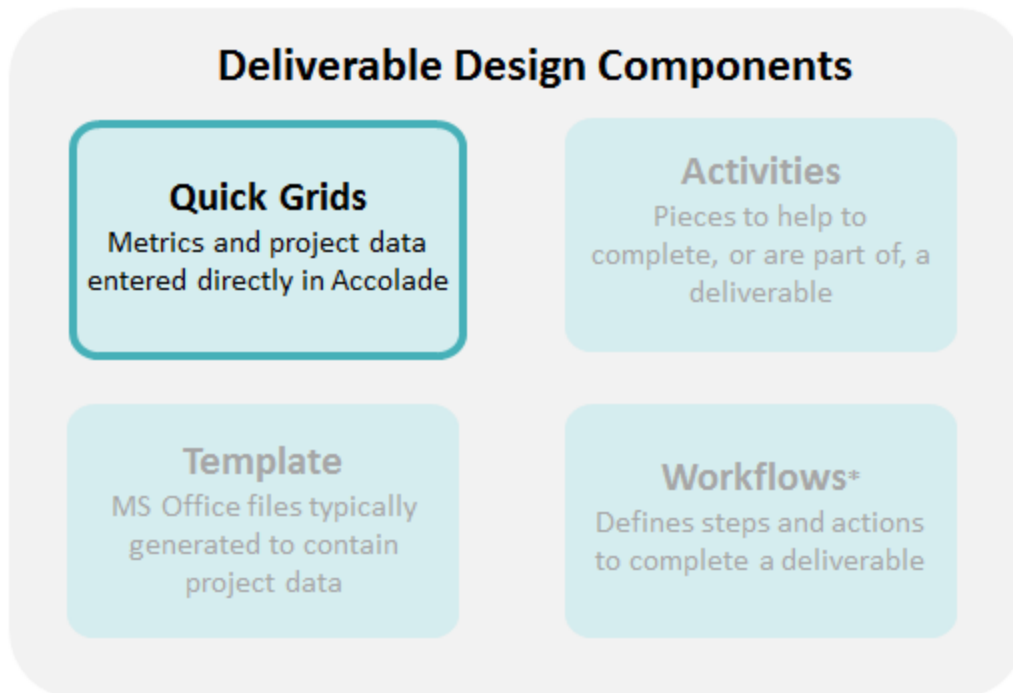 Deliverable Design Components
Quick Grids
Metrics and project data
entered directly in Accolade
Activities
Pieces to help to
complete, or are part of, a
deliverable
Template
MS Office files typically
generated to contain
project data
Workflows*
Defines steps and actions
to complete a deliverable